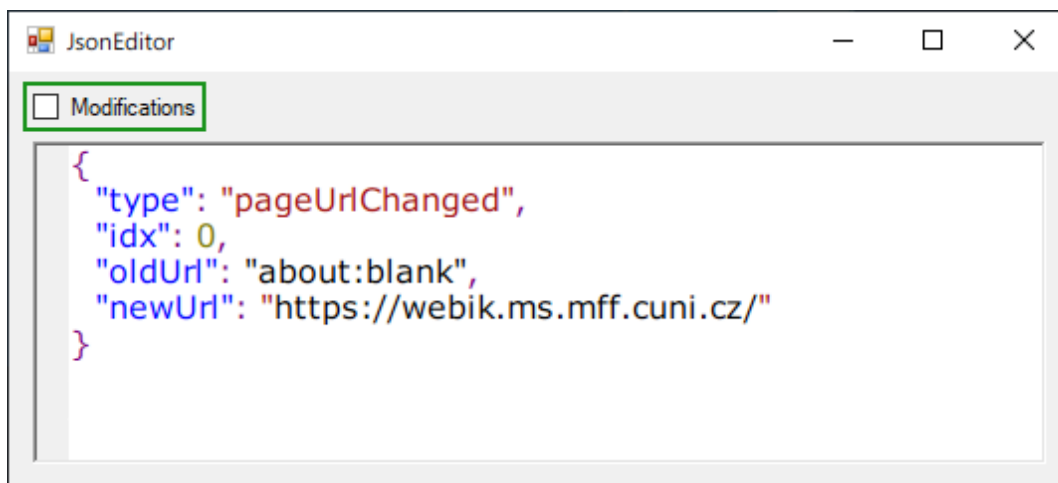 JsonEditor
Modifications
{
"type": "pageUrlChanged",
"idx": 0,
"oldUrl": "about:blank",
"newUrl": "https://webik.ms.mff.cuni.cz/"
}